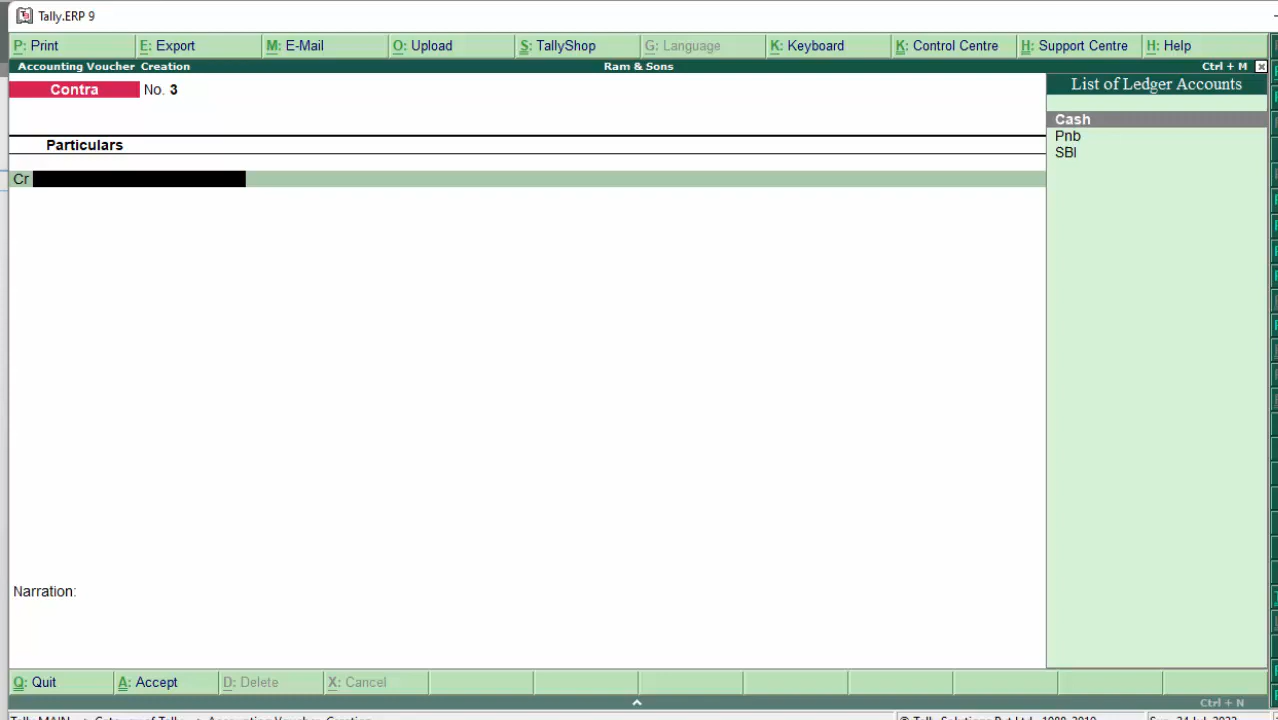 Tally.ERP 9
P: Print E: Export M: E-Mail O: Upload S: TallyShop G: Language K: Keyboard K: Control Centre H: Support Centre H: Help
Accounting Voucher Creation Ram & Sons Ctrl + M
Contra No. 3
List of Ledger Accounts
Cash
Particulars
Pnb
SBI
Cr
Narration:
Q: Quit A: Accept D: Delete X: Cancel
Ctrl + N